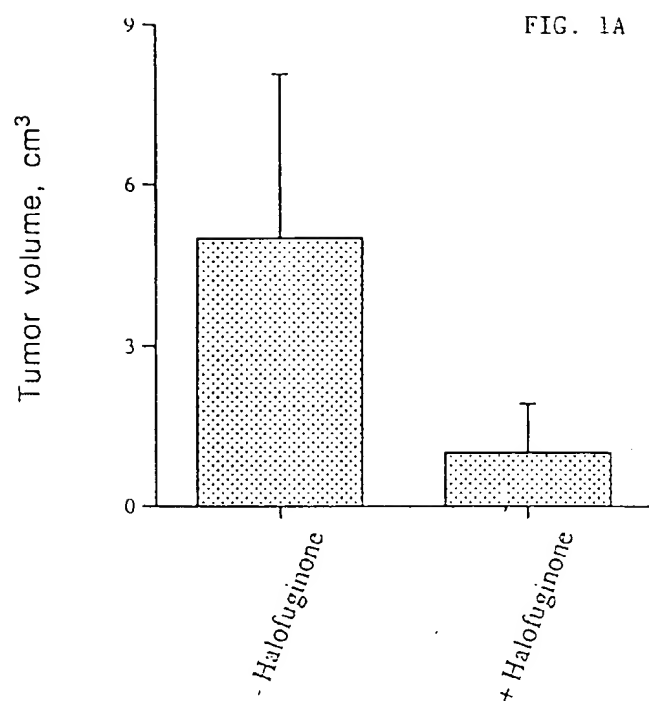 FIG. 1A
Tumor volume, cm³
9
6
3
0
- Halofuginone
+ Halofuginone